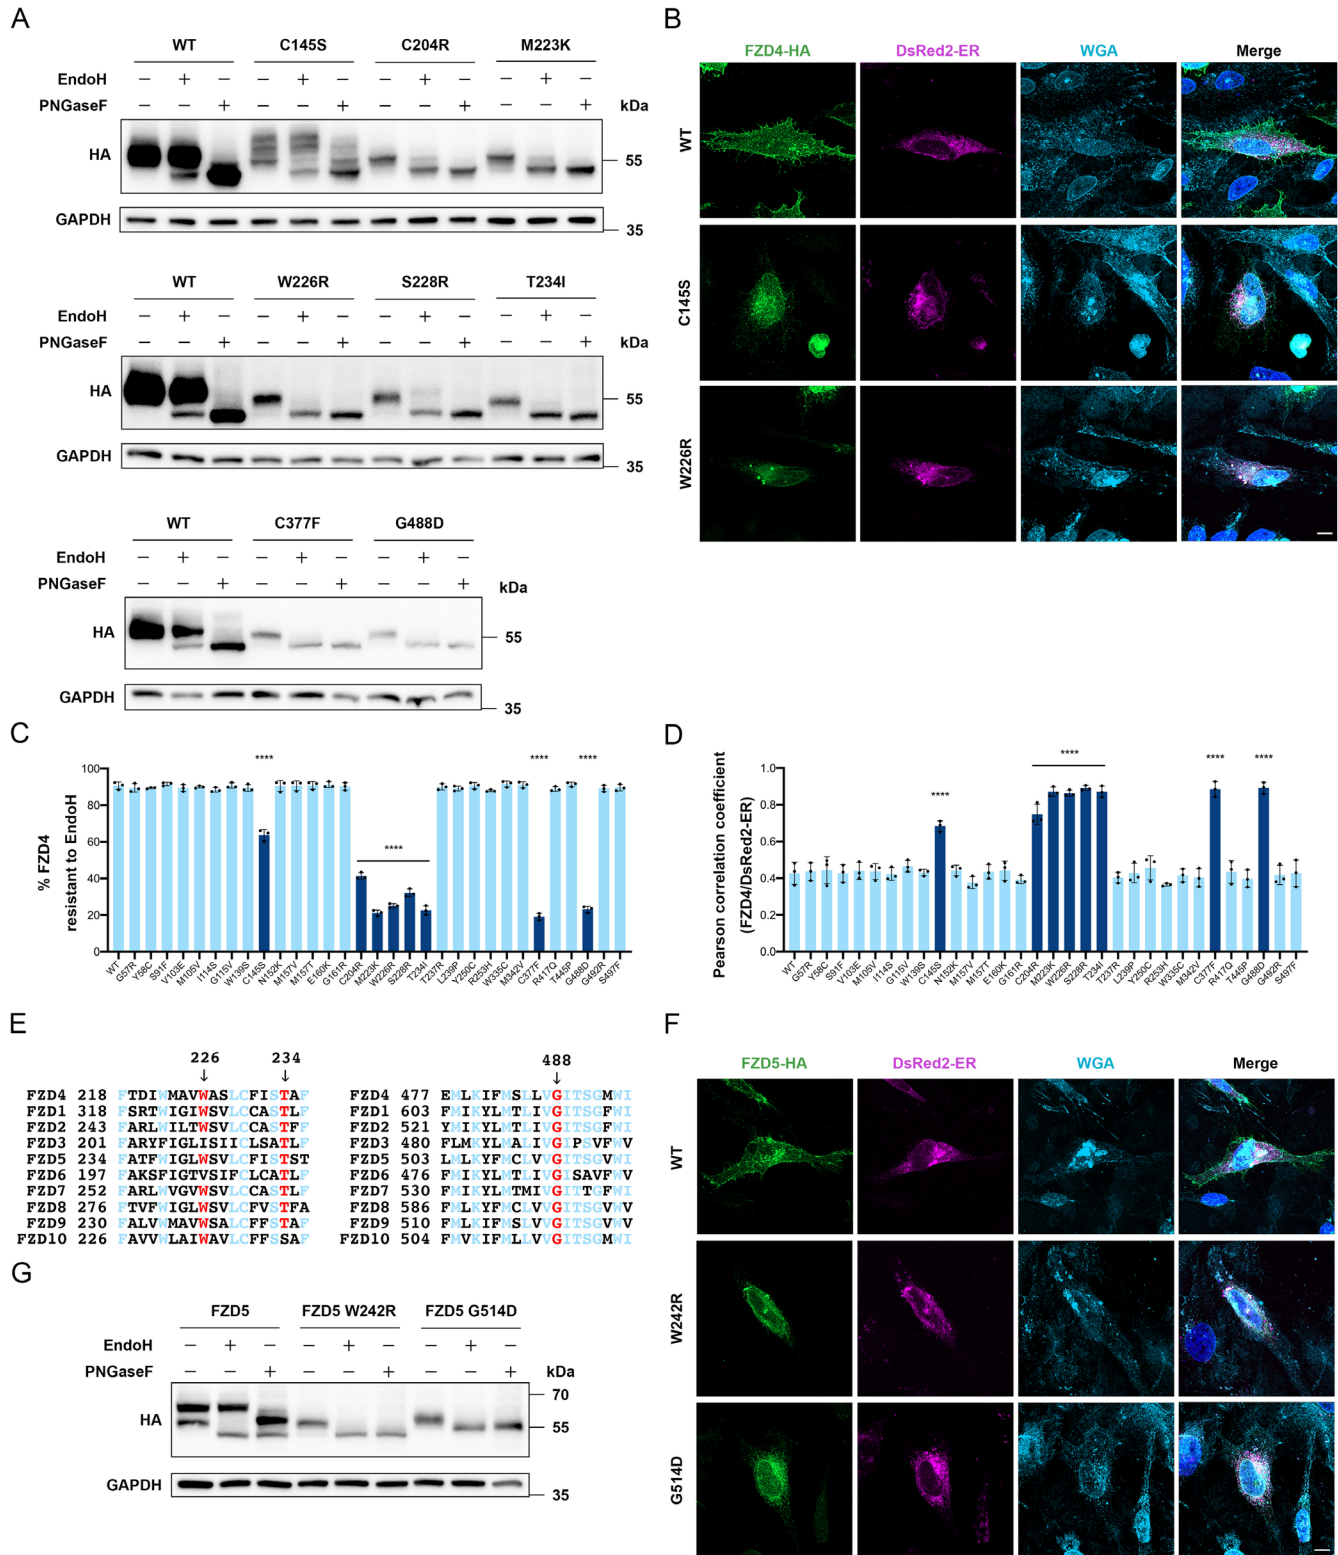 A
WT C145S C204R M223K
EndoH – + – – + – – + – – + –
PNGaseF – – + – – + – – + – – + kDa
HA 55
GAPDH 35
WT W226R S228R T234I
EndoH – + – – + – – + – – + –
PNGaseF – – + – – + – – + – – + kDa
HA 55
GAPDH 35
WT C377F G488D
EndoH – + – – + – – + –
PNGaseF – – + – – + – – + kDa
HA 55
GAPDH 35
B
FZD4-HA DsRed2-ER WGA Merge
WT
C145S
W226R
C
% FZD4
resistant to EndoH
100
80
60
40
20
0
**** **** **** ****
WT G57R Y58C S91F V103E M105V I114S G115V W139S C145S N152K M157V M157T E160K G161R C204R M223K W226R S228R T234I T237R L239P Y250C R253H W335C M342V C377F R417Q T445P G488D G492R S497F
D
Pearson correlation coefficient
(FZD4/DsRed2-ER)
1.0
0.8
0.6
0.4
0.2
0.0
**** **** **** ****
WT G57R Y58C S91F V103E M105V I114S G115V W139S C145S N152K M157V M157T E160K G161R C204R M223K W226R S228R T234I T237R L239P Y250C R253H W335C M342V C377F R417Q T445P G488D G492R S497F
E
226 234
FZD4 218 FTDIWMAVWASLCFISTAF
FZD1 318 FSRTWIGIWSVLCCASTLF
FZD2 243 FARLWILTWSVLCCASTFF
FZD3 201 FARYFIGLISIICLSATLF
FZD5 234 FATFWIGLWSVLCFISTST
FZD6 197 FAKSFIGTVSIFCLCATLF
FZD7 252 FARLWVGVWSVLCCASTLF
FZD8 276 FTVFWIGLWSVLCFVSTFA
FZD9 230 FALVWMAVWSALCFFSTAF
FZD10 226 FAVVWLAIWAVLCFFSSAF
488
FZD4 477 EMLKIFMSLLVGITSGMWI
FZD1 603 FMIKYLMTLIVGITSGFWI
FZD2 521 YMIKYLMTLIVGITSGFWI
FZD3 480 FLMKYLMALIVGIPSVFWV
FZD5 503 LMVKYFMCLVVGITSGVWI
FZD6 476 FMIKYLMTLIVGISAVFWV
FZD7 530 FMIKYLMTMIVGITTGFWI
FZD8 586 FMVKYLMCLVVGITSGVWI
FZD9 510 FLMKIFMSLVVGITSGVWV
FZD10 504 FMVKIFMLLVVGITSGMWI
F
FZD5-HA DsRed2-ER WGA Merge
WT
W242R
G514D
G
FZD5 FZD5 W242R FZD5 G514D
EndoH – + – – + – – + –
PNGaseF – – + – – + – – + kDa
HA 70
55
GAPDH 35